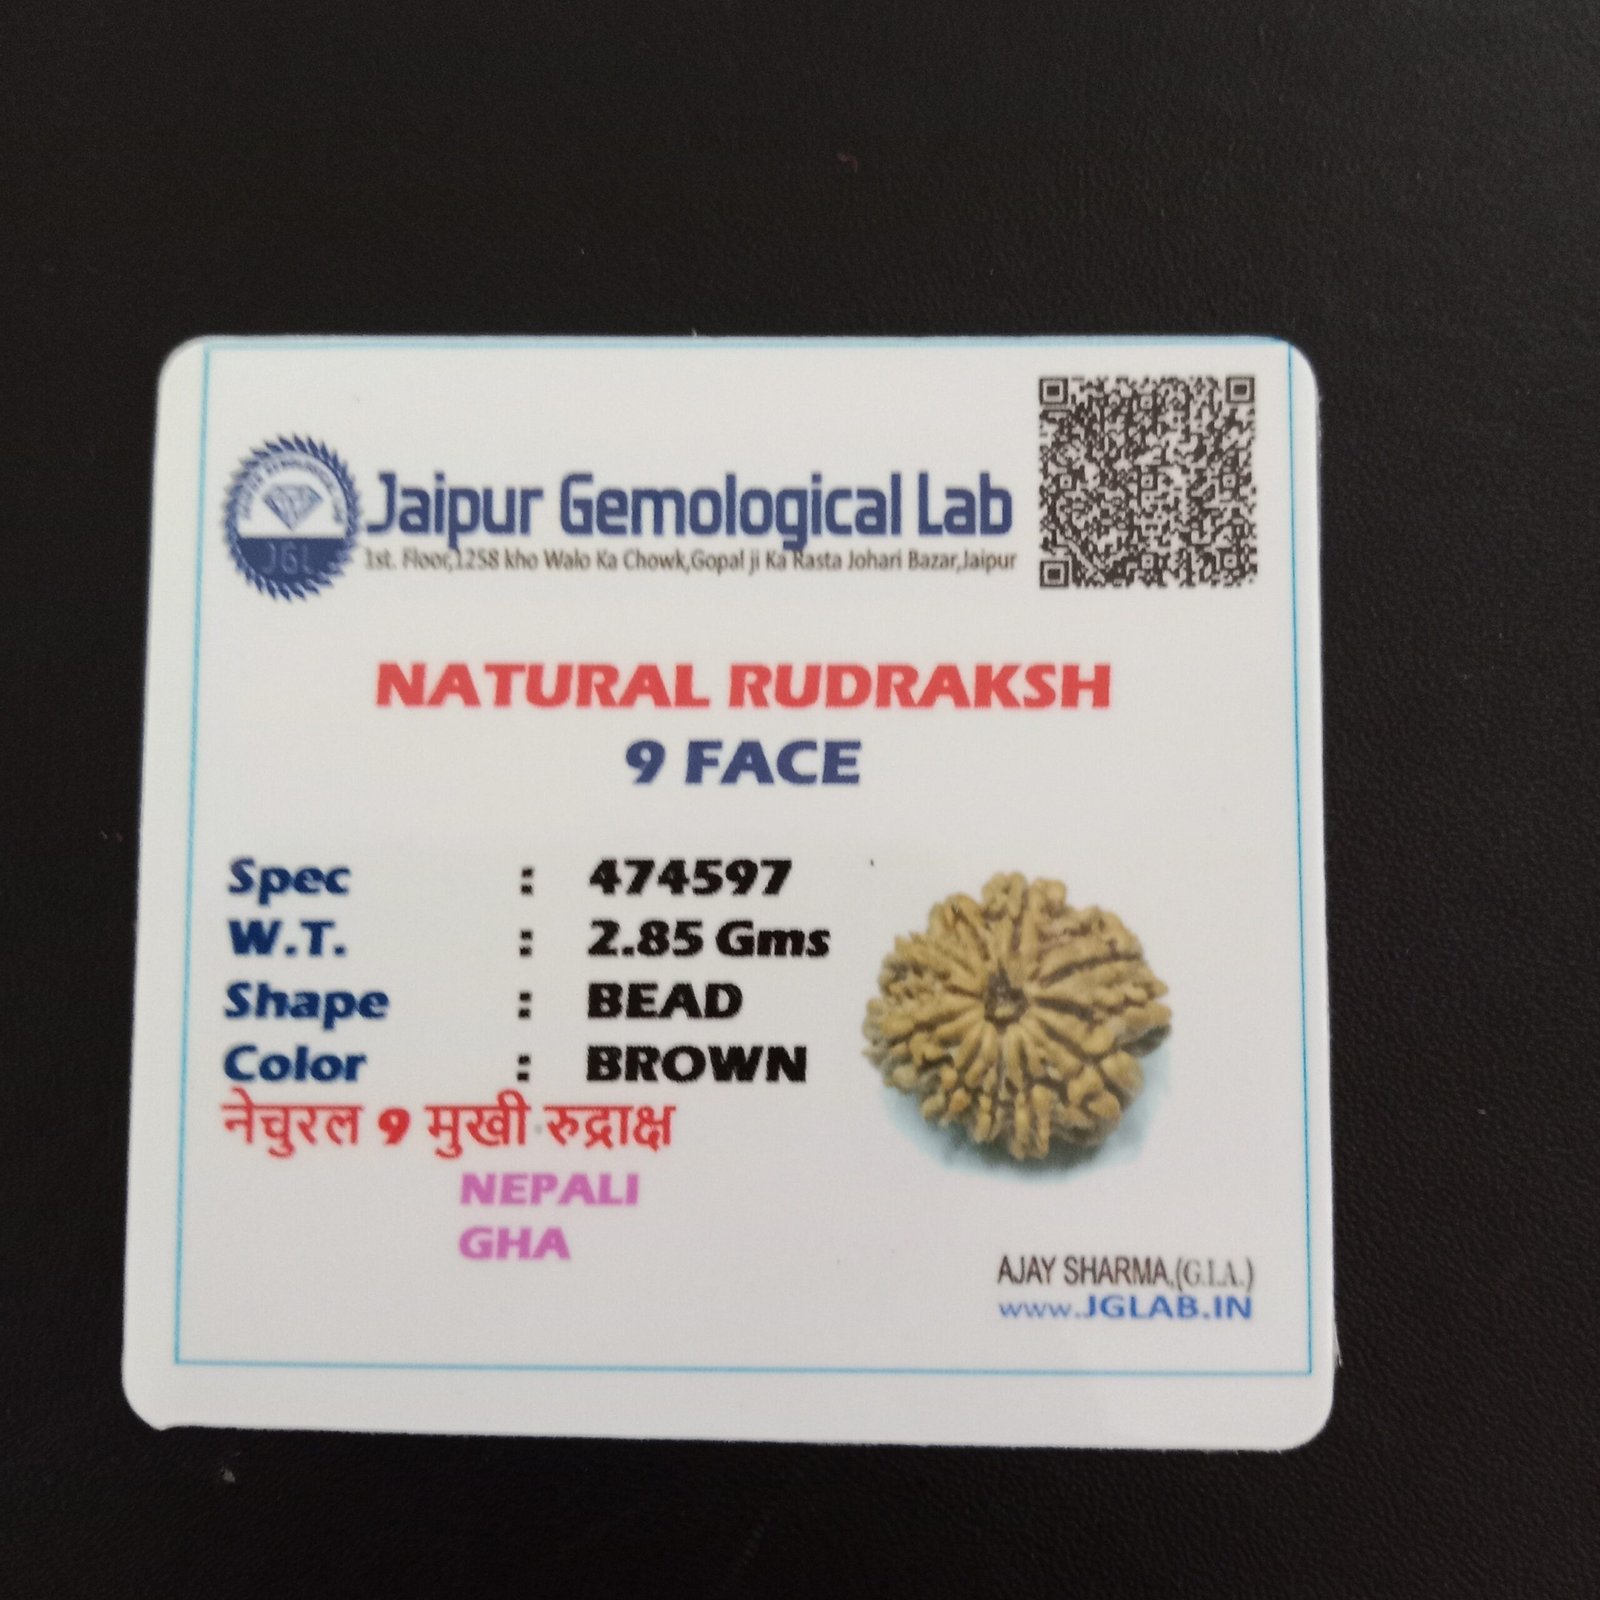 JGL
Jaipur Gemological Lab
1st. Floor,1258 kho Walo Ka Chowk,Gopal ji Ka Rasta Johari Bazar,Jaipur
NATURAL RUDRAKSH
9 FACE
Spec : 474597
W.T. : 2.85 Gms
Shape : BEAD
Color : BROWN
नेचुरल 9 मुखी रुद्राक्ष
NEPALI
GHA
AJAY SHARMA,(G.I.A.)
www.JGLAB.IN